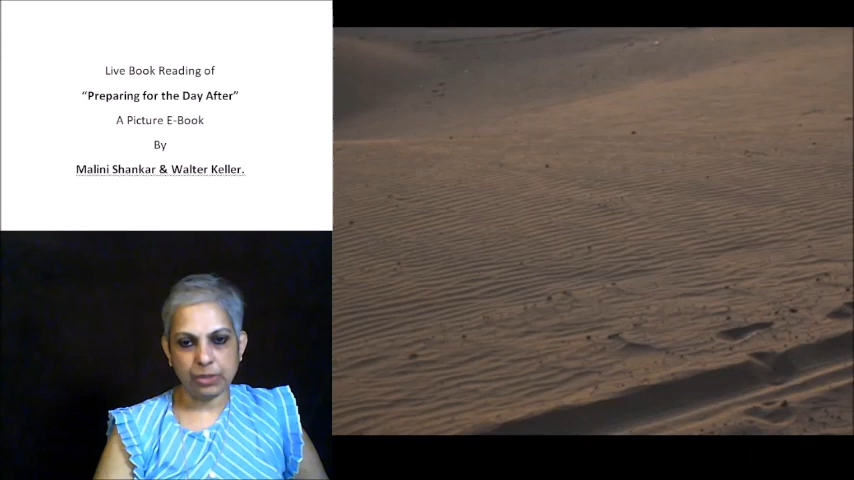 Live Book Reading of
“Preparing for the Day After”
A Picture E-Book
By
Malini Shankar & Walter Keller.